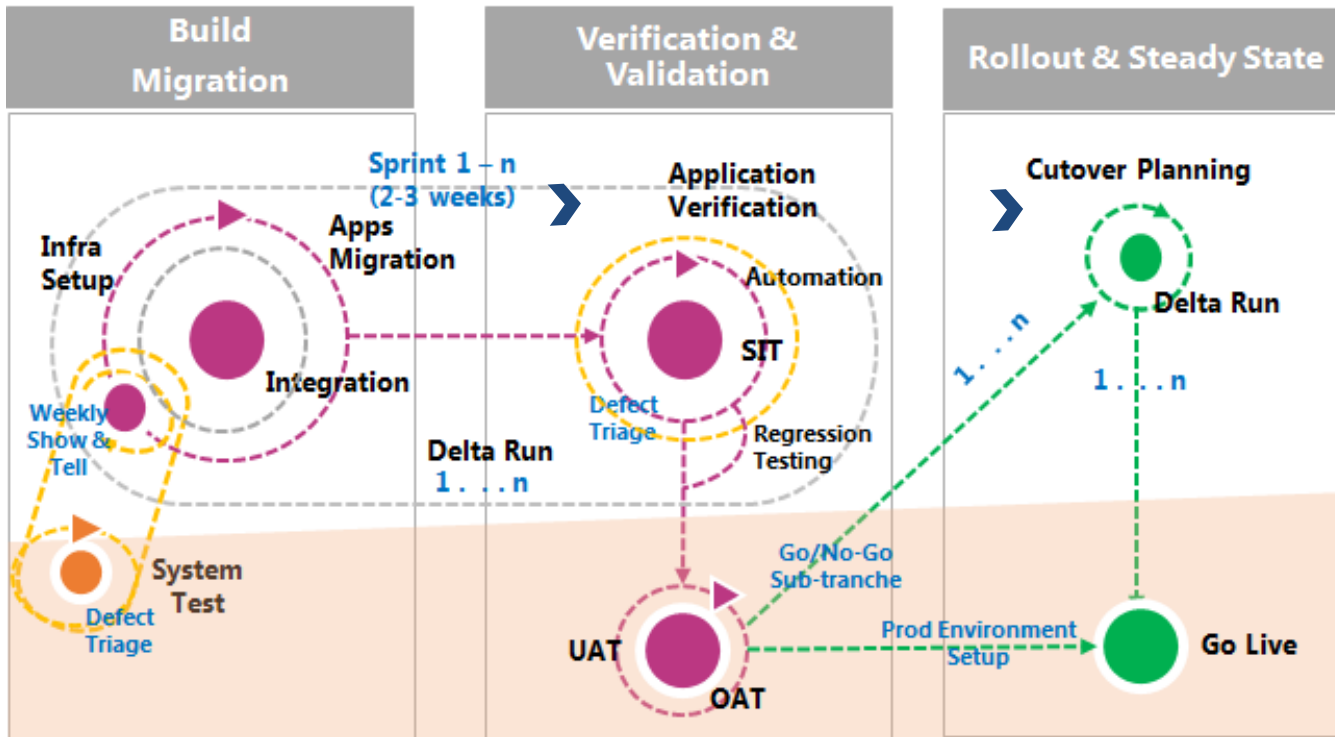 Build
Migration
Verification &
Validation
Rollout & Steady State
Sprint 1 – n
(2-3 weeks)
Infra
Setup
Apps
Migration
Integration
Weekly
Show &
Tell
Delta Run
1 . . . n
System
Test
Defect
Triage
Application
Verification
Automation
SIT
Defect
Triage
Regression
Testing
UAT
OAT
Go/No-Go
Sub-tranche
Prod Environment
Setup
1 . . . n
Cutover Planning
Delta Run
1 . . . n
Go Live